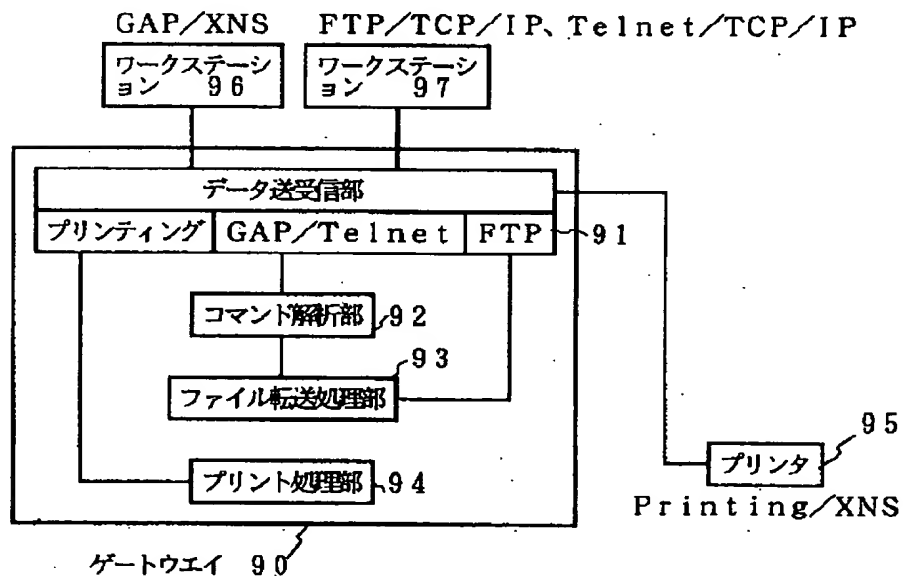 GAP/XNS FTP/TCP/IP、Telnet/TCP/IP
ワークステーシ
ョン 96
ワークステーシ
ョン 97
データ送受信部
プリンティング GAP/Telnet FTP 91
コマンド解析部 92
93
ファイル転送処理部
95
プリンタ
プリント処理部 94
Printing/XNS
ゲートウエイ 90